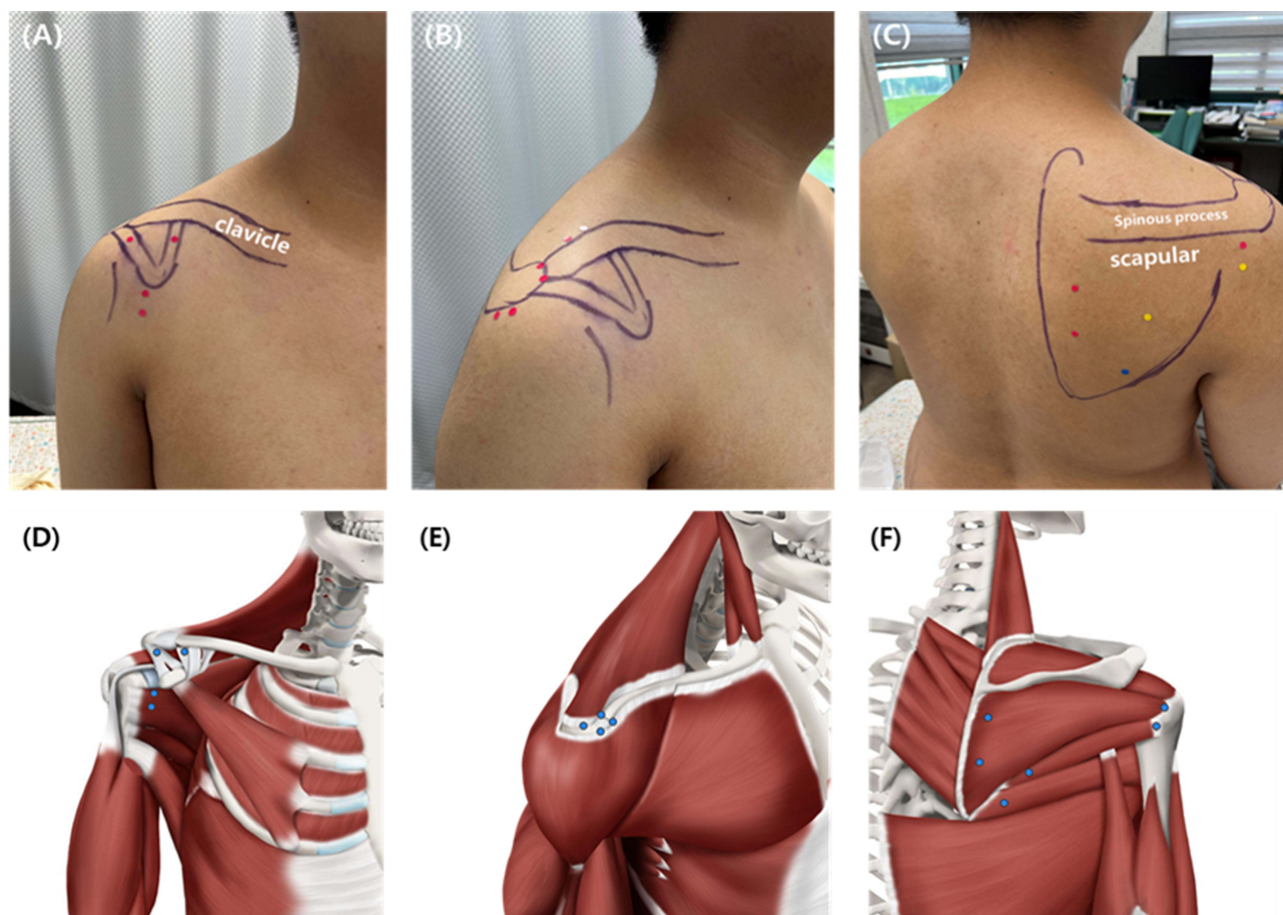 (A)
clavicle
(B)
(C)
Spinous process
scapular
(D)
(E)
(F)